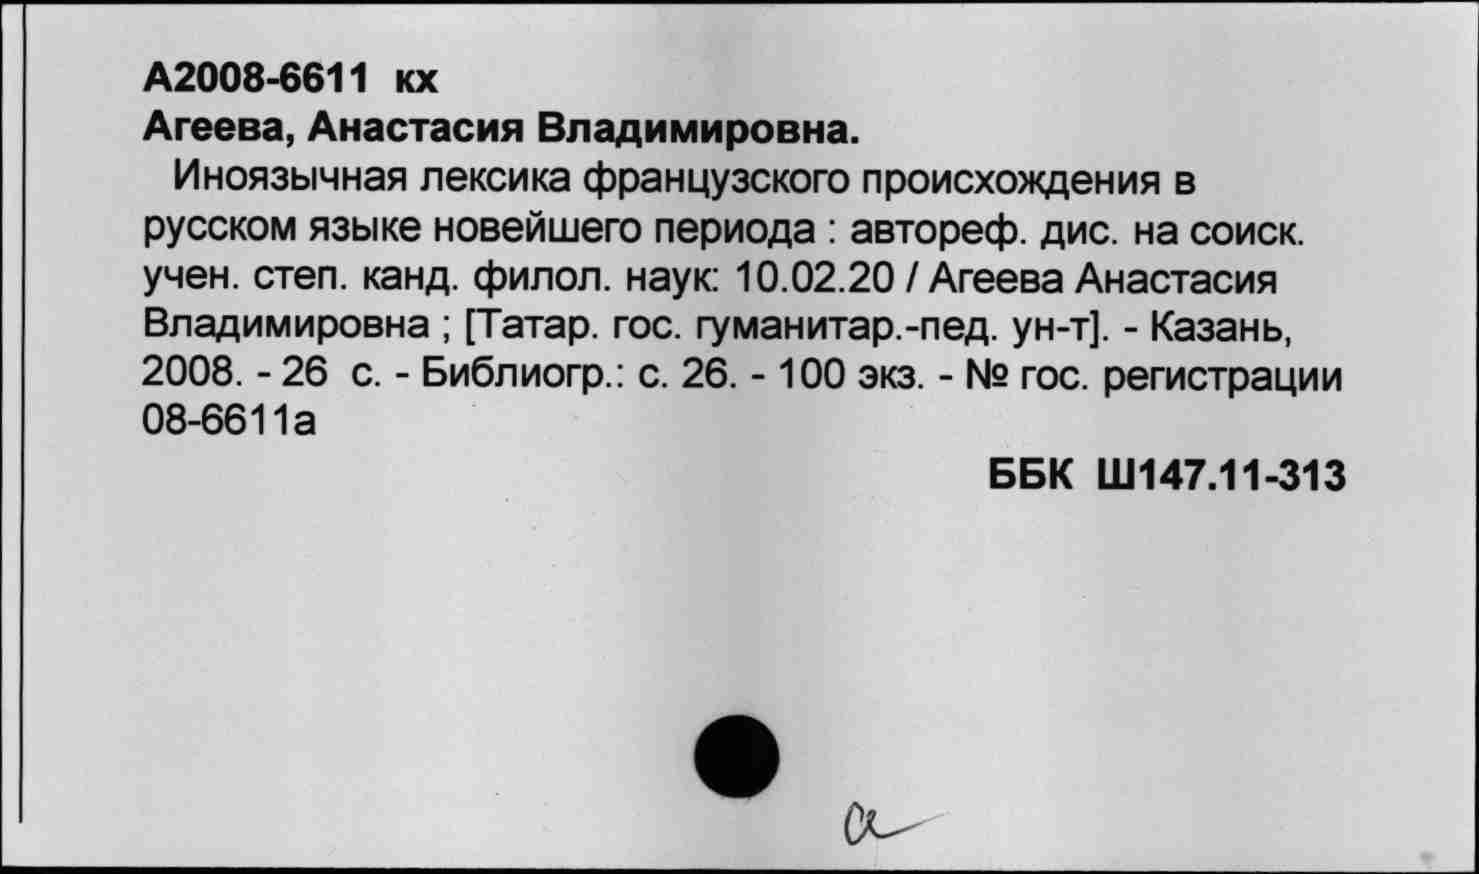 А2008-6611 кх
Агеева, Анастасия Владимировна.
Иноязычная лексика французского происхождения в
русском языке новейшего периода : автореф. дис. на соиск.
учен. степ. канд. филол. наук: 10.02.20 / Агеева Анастасия
Владимировна ; [Татар. гос. гуманитар.-пед. ун-т]. - Казань,
2008. - 26 с. - Библиогр.: с. 26. - 100 экз. - № гос. регистрации
08-6611а
ББК Ш147.11-313
а